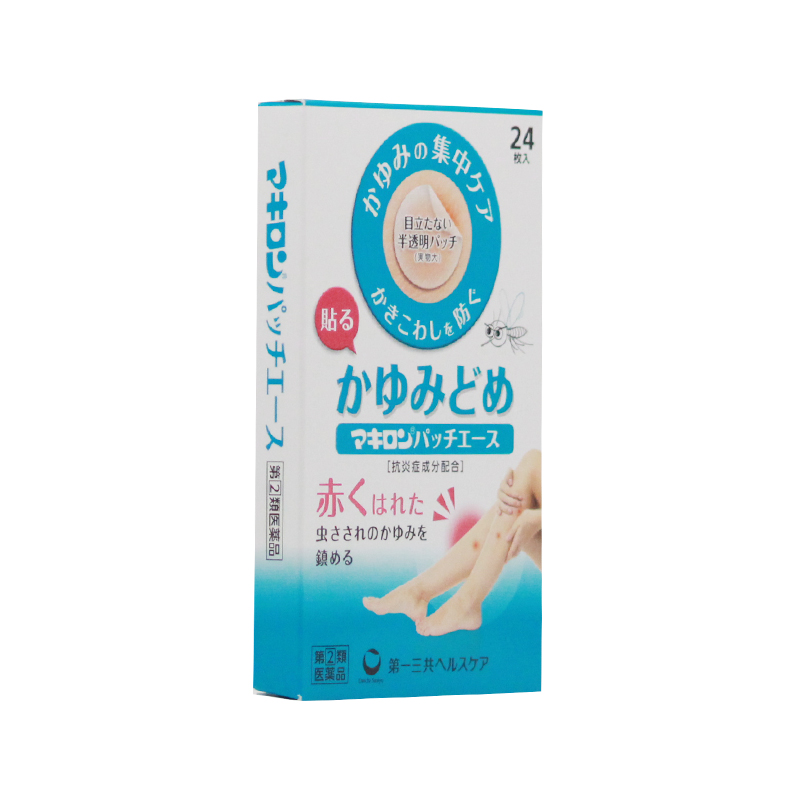 マキロンパッチエース
指定②類医薬品
24
枚入
かゆみの集中ケア
目立たない
半透明パッチ
(実物大)
かきこわしを防ぐ
貼る
かゆみどめ
マキロンパッチエース
[抗炎症成分配合]
赤くはれた
虫さされのかゆみを
鎮める
第②類
医薬品
第一三共ヘルスケア